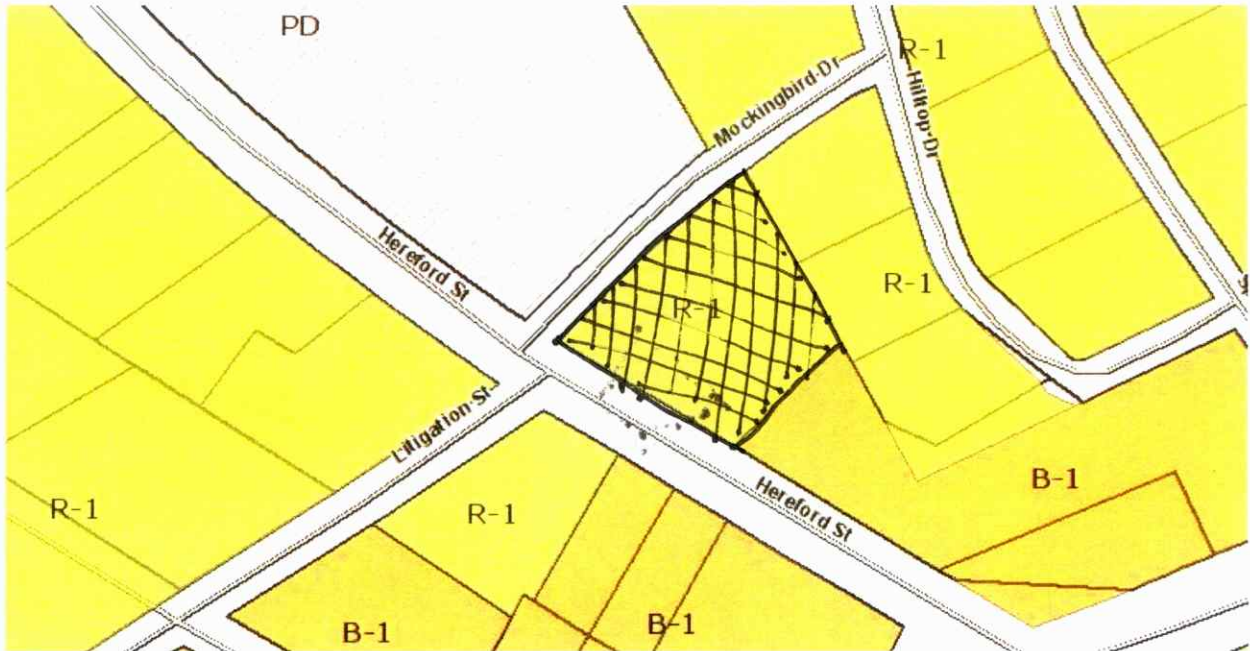 PD
R-1
Mockingbird Dr
Hilltop Dr
Hereford St
R-1
R-1
Litigation St
B-1
R-1
R-1
Hereford St
B-1
B-1